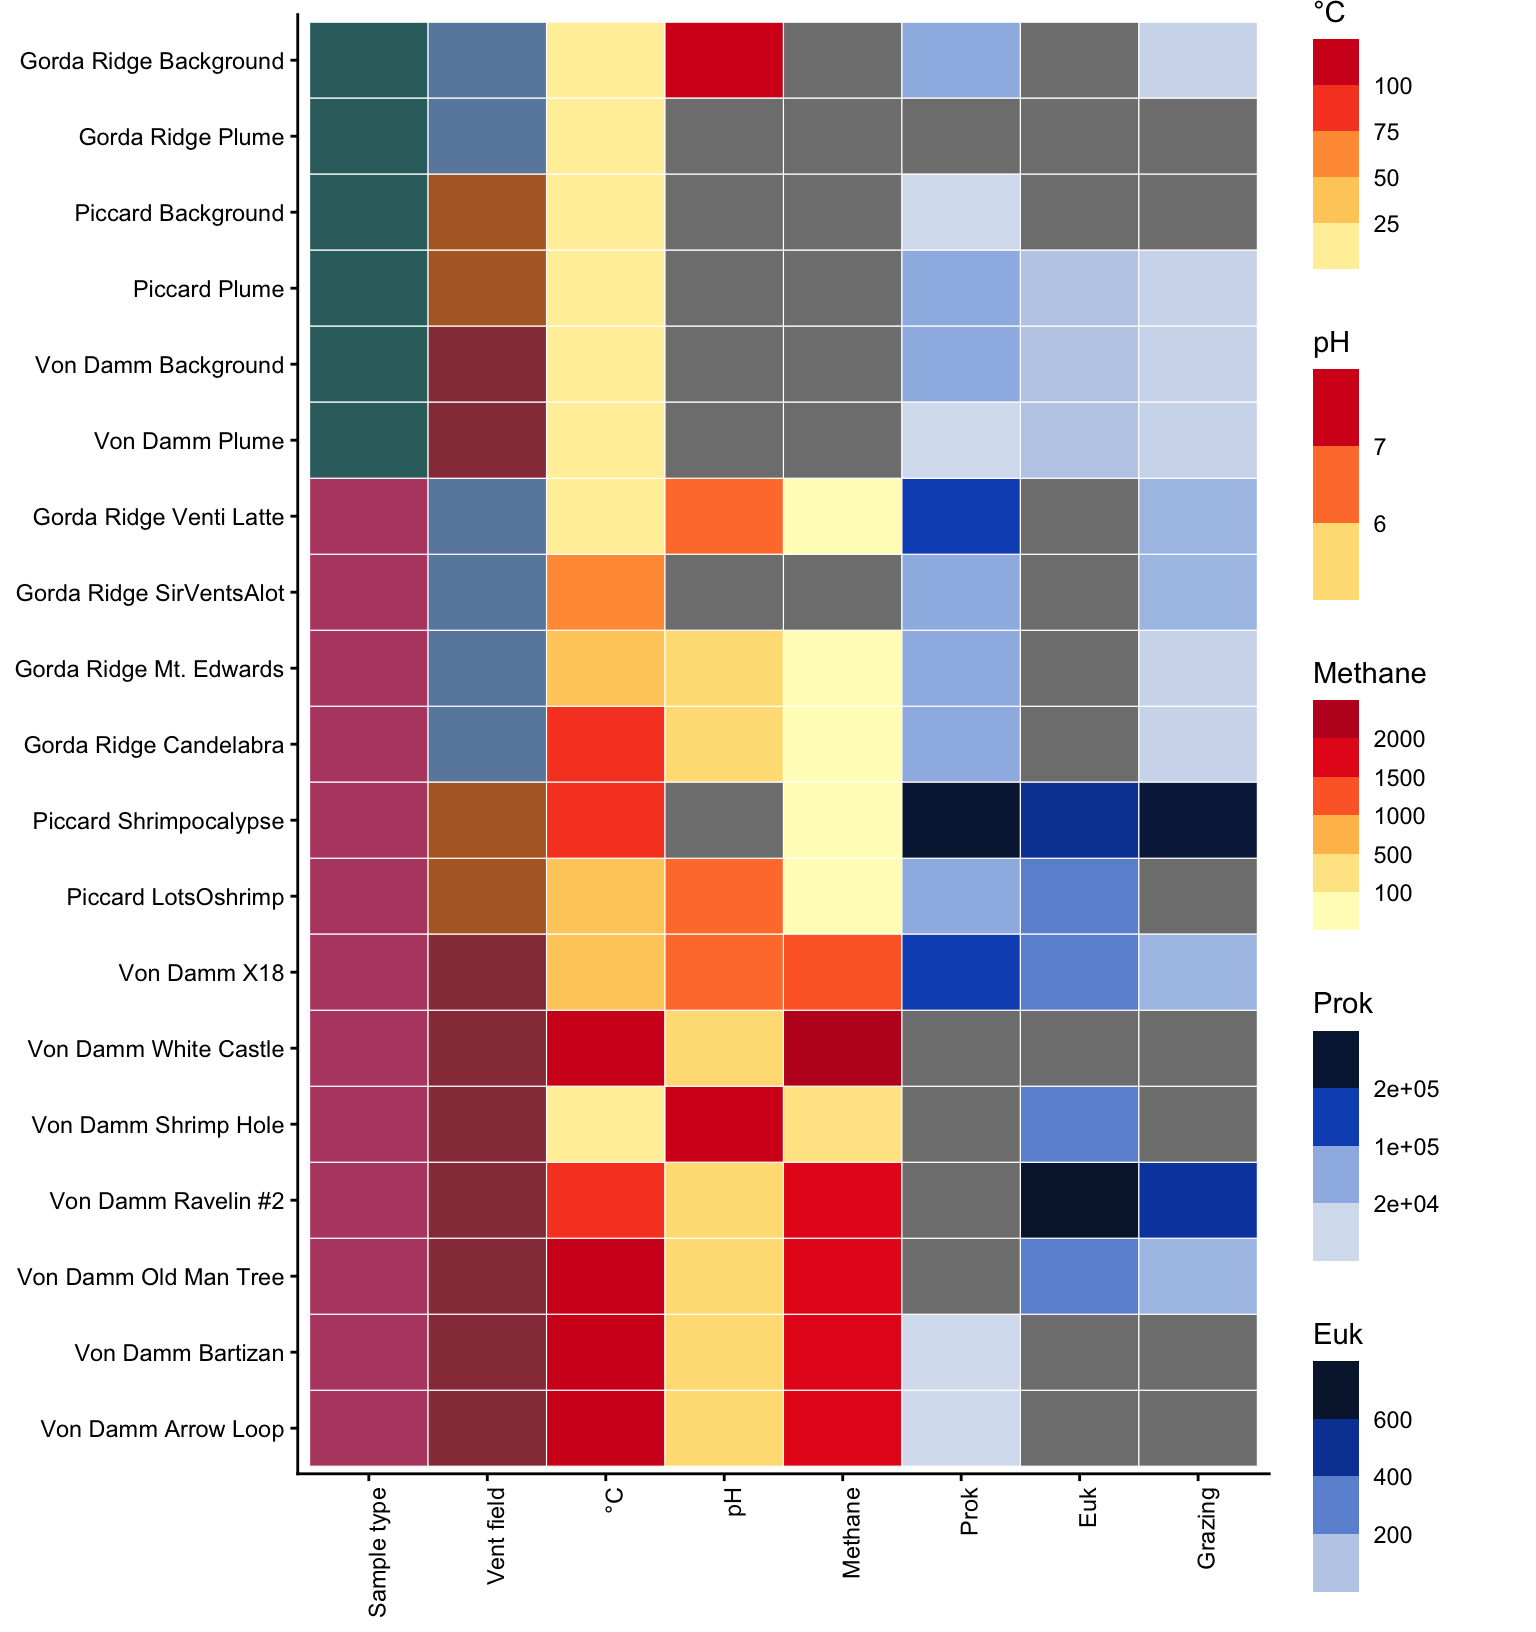 Gorda Ridge Background
Gorda Ridge Plume
Piccard Background
Piccard Plume
Von Damm Background
Von Damm Plume
Gorda Ridge Venti Latte
Gorda Ridge SirVentsAlot
Gorda Ridge Mt. Edwards
Gorda Ridge Candelabra
Piccard Shrimpocalypse
Piccard LotsOshrimp
Von Damm X18
Von Damm White Castle
Von Damm Shrimp Hole
Von Damm Ravelin #2
Von Damm Old Man Tree
Von Damm Bartizan
Von Damm Arrow Loop
Sample type
Vent field
°C
pH
Methane
Prok
Euk
Grazing
°C
100
75
50
25
pH
7
6
Methane
2000
1500
1000
500
100
Prok
2e+05
1e+05
2e+04
Euk
600
400
200